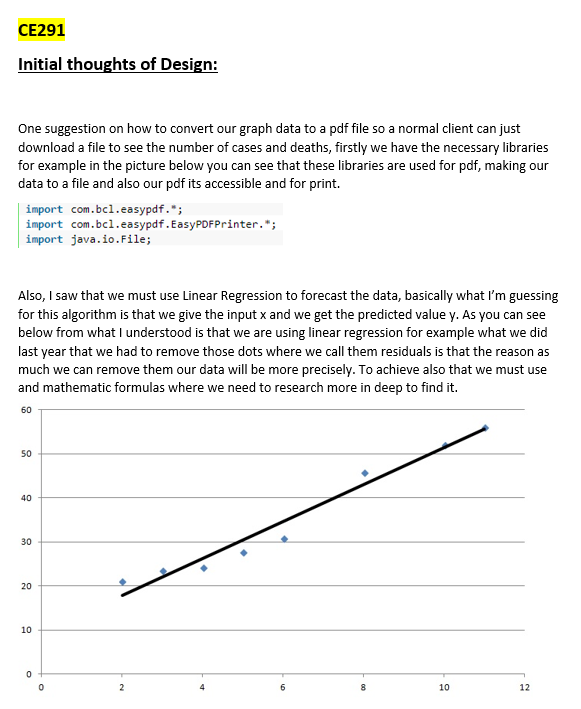 CE291
Initial thoughts of Design:
One suggestion on how to convert our graph data to a pdf file so a normal client can just
download a file to see the number of cases and deaths, firstly we have the necessary libraries
for example in the picture below you can see that these libraries are used for pdf, making our
data to a file and also our pdf its accessible and for print.
import com.bcl.easypdf.*;
import com.bcl.easypdf.EasyPDFPrinter.*;
import java.io.File;
Also, I saw that we must use Linear Regression to forecast the data, basically what I'm guessing
for this algorithm is that we give the input x and we get the predicted value y. As you can see
below from what I understood is that we are using linear regression for example what we did
last year that we had to remove those dots where we call them residuals is that the reason as
much we can remove them our data will be more precisely. To achieve also that we must use
and mathematic formulas where we need to research more in deep to find it.
60
50
40
30
20
10
0
0 2 4 6 8 10 12